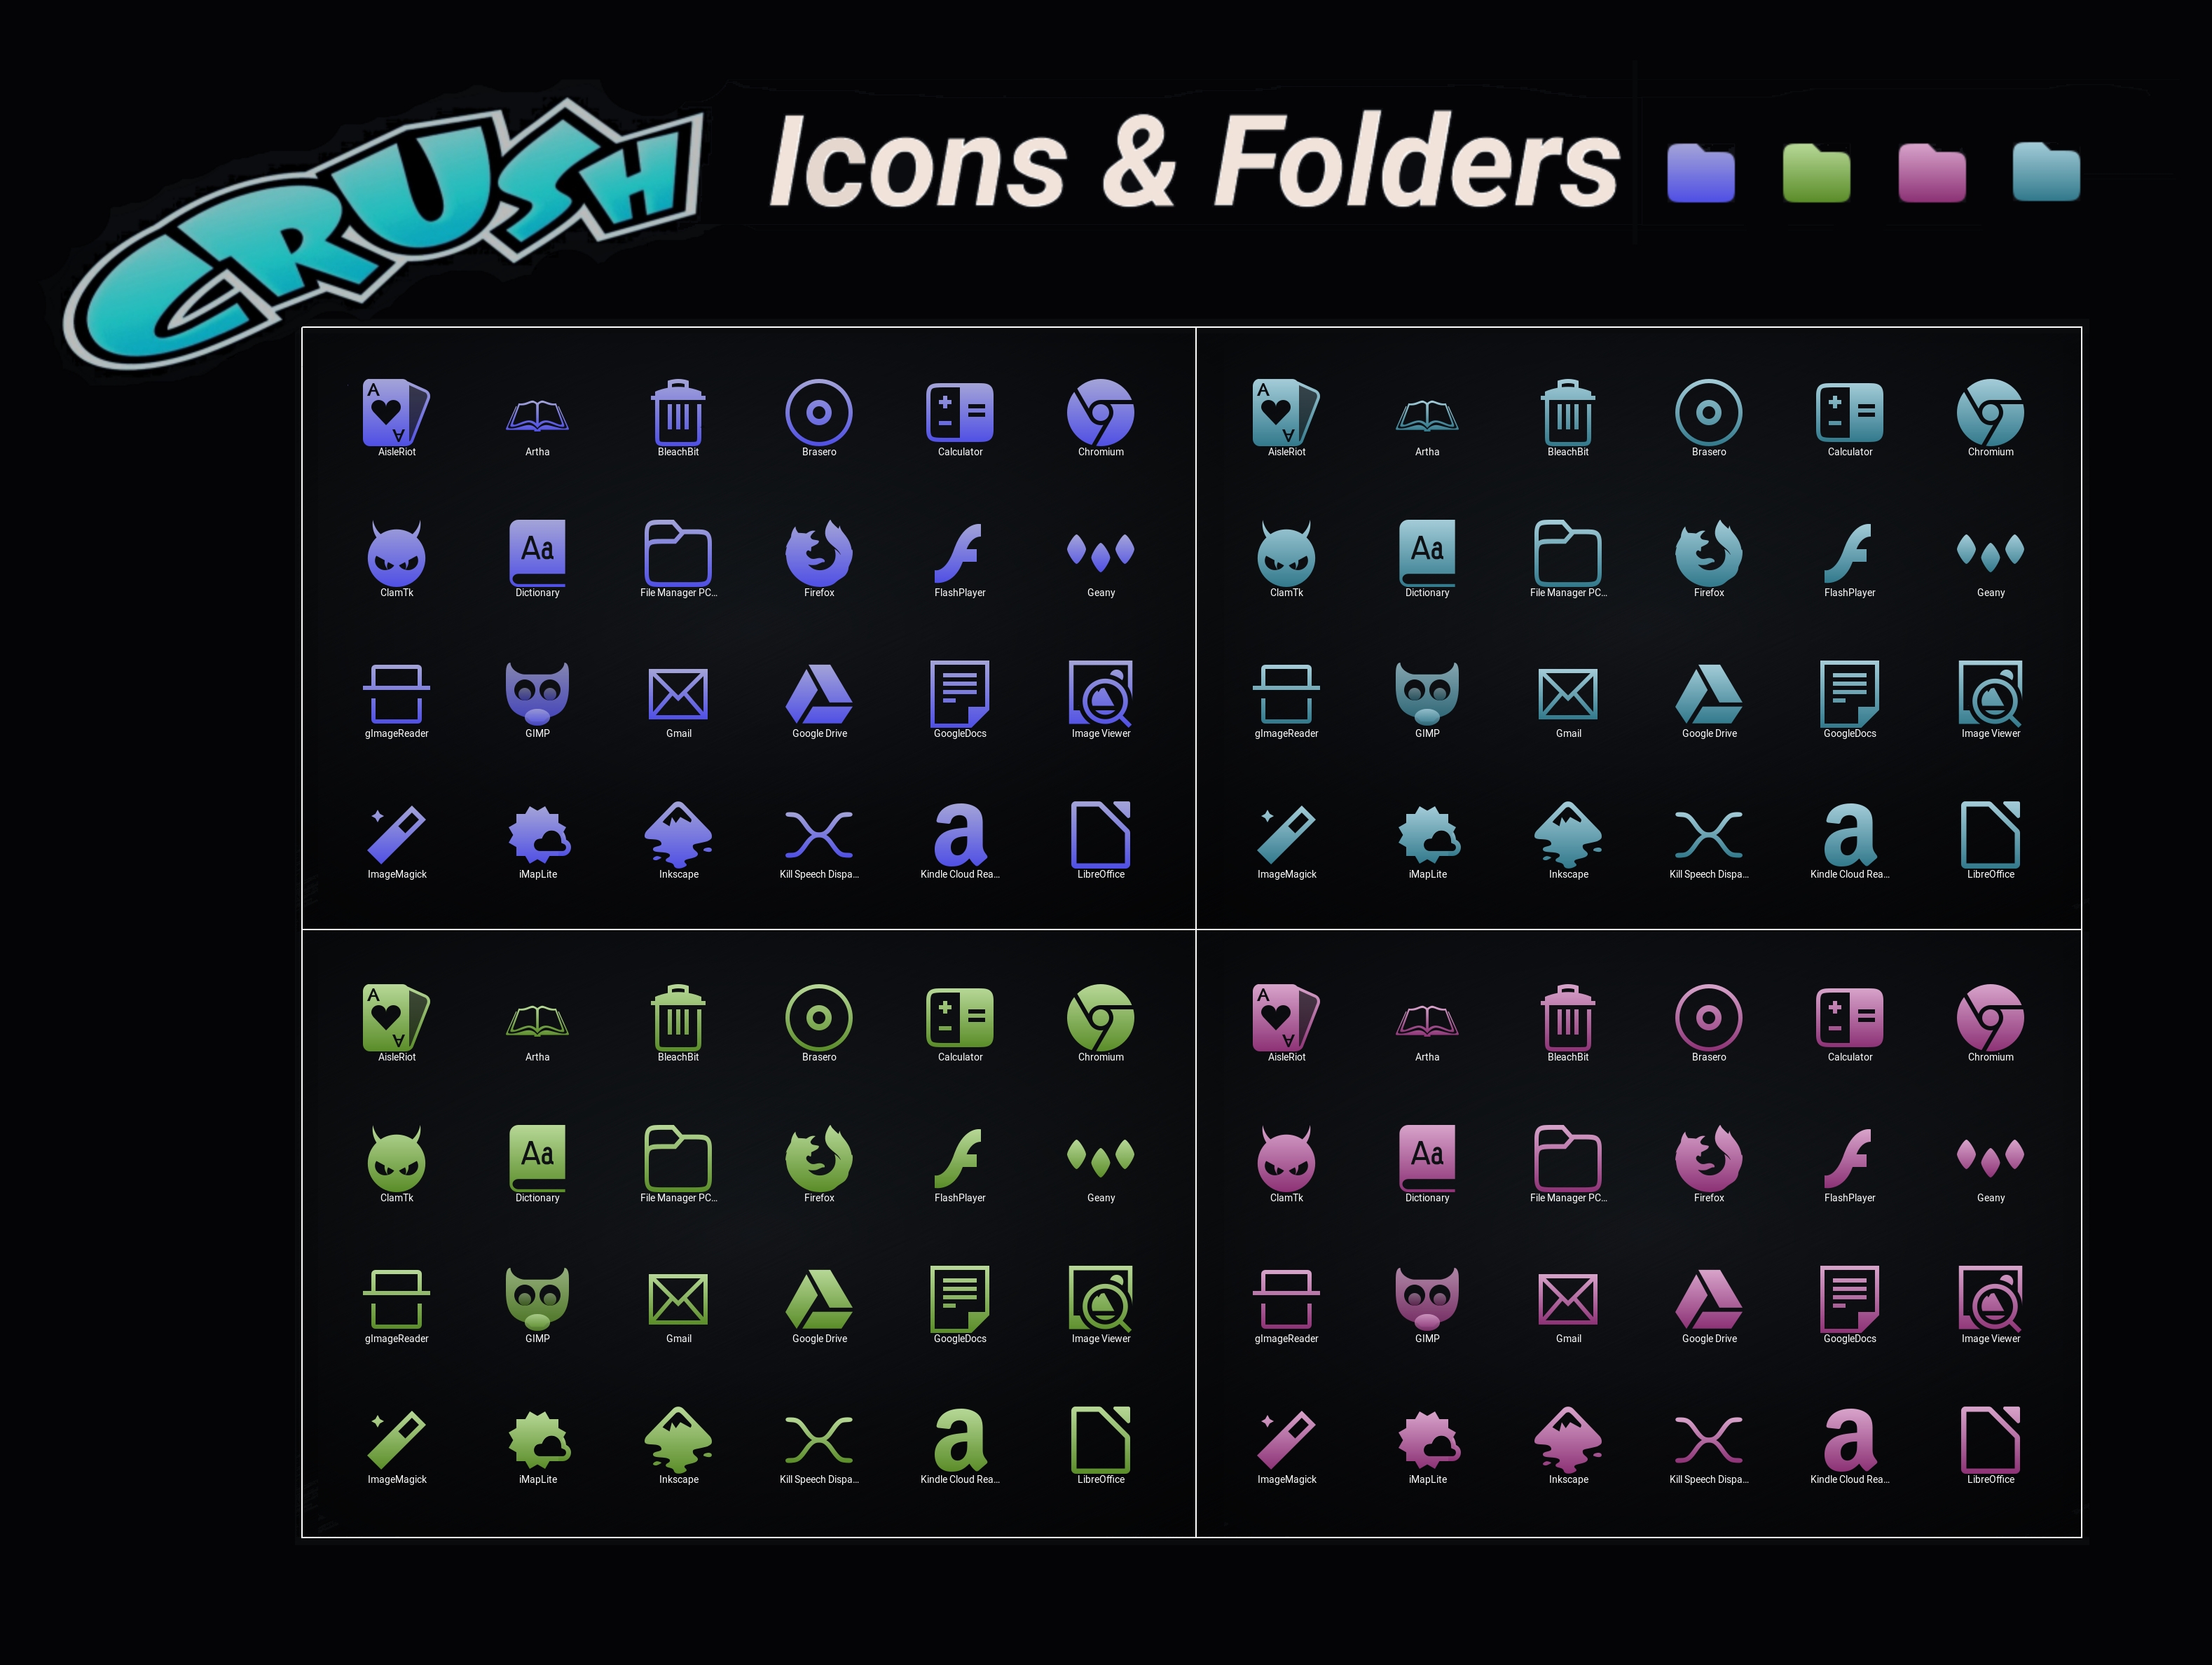 CRUSH Icons & Folders
A A
AisleRiot Artha BleachBit Brasero Calculator Chromium
Aa
ClamTk Dictionary File Manager PC... Firefox FlashPlayer Geany
gImageReader GIMP Gmail Google Drive GoogleDocs Image Viewer
a
ImageMagick iMapLite Inkscape Kill Speech Dispa... Kindle Cloud Rea... LibreOffice
A A
AisleRiot Artha BleachBit Brasero Calculator Chromium
Aa
ClamTk Dictionary File Manager PC... Firefox FlashPlayer Geany
gImageReader GIMP Gmail Google Drive GoogleDocs Image Viewer
a
ImageMagick iMapLite Inkscape Kill Speech Dispa... Kindle Cloud Rea... LibreOffice
A A
AisleRiot Artha BleachBit Brasero Calculator Chromium
Aa
ClamTk Dictionary File Manager PC... Firefox FlashPlayer Geany
gImageReader GIMP Gmail Google Drive GoogleDocs Image Viewer
a
ImageMagick iMapLite Inkscape Kill Speech Dispa... Kindle Cloud Rea... LibreOffice
A A
AisleRiot Artha BleachBit Brasero Calculator Chromium
Aa
ClamTk Dictionary File Manager PC... Firefox FlashPlayer Geany
gImageReader GIMP Gmail Google Drive GoogleDocs Image Viewer
a
ImageMagick iMapLite Inkscape Kill Speech Dispa... Kindle Cloud Rea... LibreOffice